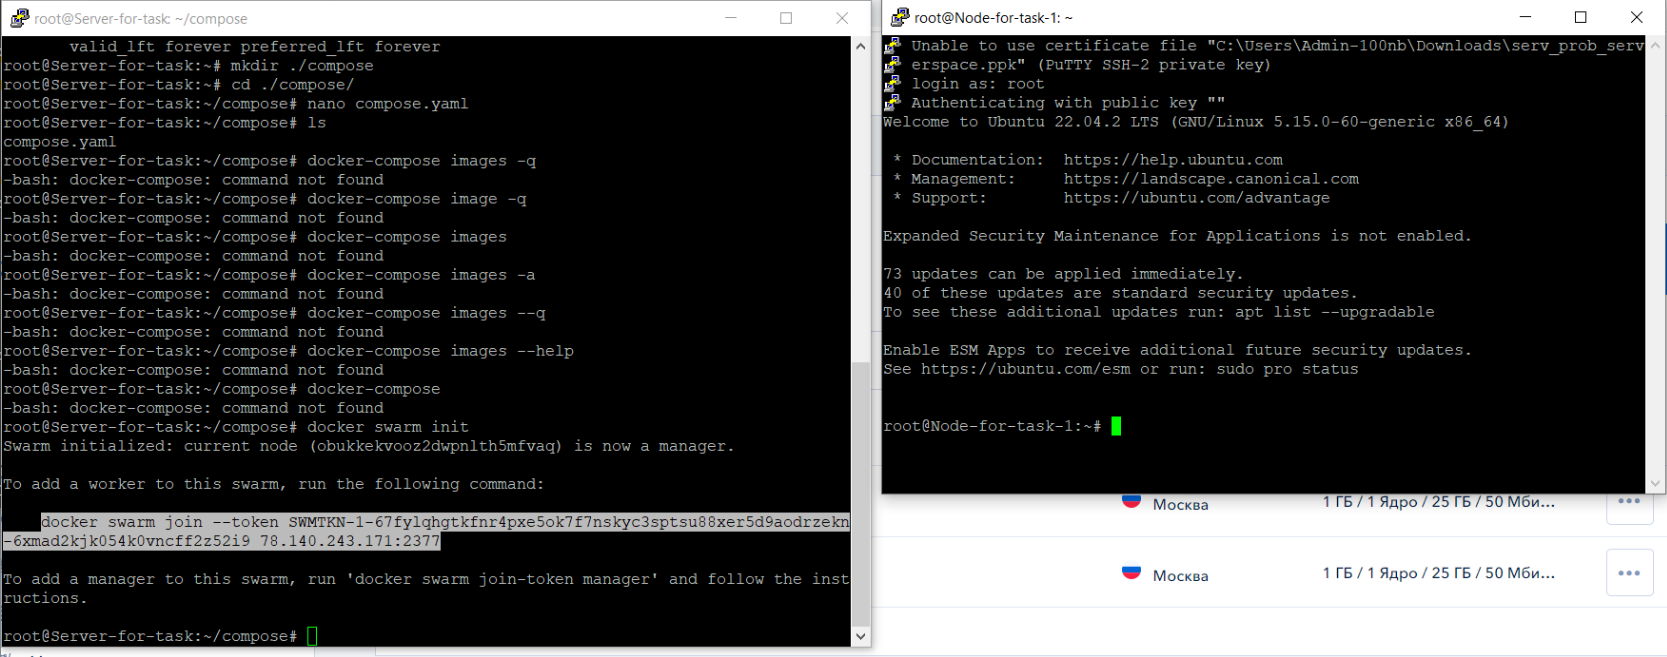 root@Server-for-task: ~/compose
valid_lft forever preferred_lft forever
root@Server-for-task:~# mkdir ./compose
root@Server-for-task:~# cd ./compose/
root@Server-for-task:~/compose# nano compose.yaml
root@Server-for-task:~/compose# ls
compose.yaml
root@Server-for-task:~/compose# docker-compose images -q
-bash: docker-compose: command not found
root@Server-for-task:~/compose# docker-compose image -q
-bash: docker-compose: command not found
root@Server-for-task:~/compose# docker-compose images
-bash: docker-compose: command not found
root@Server-for-task:~/compose# docker-compose images -a
-bash: docker-compose: command not found
root@Server-for-task:~/compose# docker-compose images --q
-bash: docker-compose: command not found
root@Server-for-task:~/compose# docker-compose images --help
-bash: docker-compose: command not found
root@Server-for-task:~/compose# docker-compose
-bash: docker-compose: command not found
root@Server-for-task:~/compose# docker swarm init
Swarm initialized: current node (obukkekvooz2dwpnlth5mfvaq) is now a manager.
To add a worker to this swarm, run the following command:
docker swarm join --token SWMTKN-1-67fylqhgtkfnr4pxe5ok7f7nskyc3sptsu88xer5d9aodrzekn
-6xmad2kjk054k0vncff2z52i9 78.140.243.171:2377
To add a manager to this swarm, run 'docker swarm join-token manager' and follow the inst
ructions.
root@Server-for-task:~/compose#
root@Node-for-task-1: ~
Unable to use certificate file "C:\Users\Admin-100nb\Downloads\serv_prob_serv
erspace.ppk" (PuTTY SSH-2 private key)
login as: root
Authenticating with public key ""
Welcome to Ubuntu 22.04.2 LTS (GNU/Linux 5.15.0-60-generic x86_64)
* Documentation: https://help.ubuntu.com
* Management: https://landscape.canonical.com
* Support: https://ubuntu.com/advantage
Expanded Security Maintenance for Applications is not enabled.
73 updates can be applied immediately.
40 of these updates are standard security updates.
To see these additional updates run: apt list --upgradable
Enable ESM Apps to receive additional future security updates.
See https://ubuntu.com/esm or run: sudo pro status
root@Node-for-task-1:~#
Москва 1 ГБ / 1 Ядро / 25 ГБ / 50 Мби...
Москва 1 ГБ / 1 Ядро / 25 ГБ / 50 Мби...